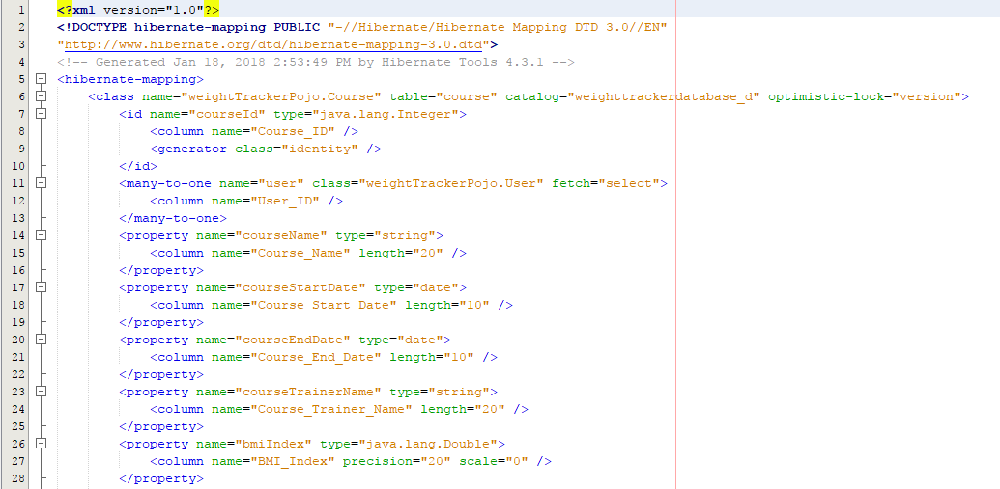 1 <?xml version="1.0"?>
2 <!DOCTYPE hibernate-mapping PUBLIC "-//Hibernate/Hibernate Mapping DTD 3.0//EN"
3 "http://www.hibernate.org/dtd/hibernate-mapping-3.0.dtd">
4 <!-- Generated Jan 18, 2018 2:53:49 PM by Hibernate Tools 4.3.1 -->
5 <hibernate-mapping>
6 <class name="weightTrackerPojo.Course" table="course" catalog="weighttrackerdatabase_d" optimistic-lock="version">
7 <id name="courseId" type="java.lang.Integer">
8 <column name="Course_ID" />
9 <generator class="identity" />
10 </id>
11 <many-to-one name="user" class="weightTrackerPojo.User" fetch="select">
12 <column name="User_ID" />
13 </many-to-one>
14 <property name="courseName" type="string">
15 <column name="Course_Name" length="20" />
16 </property>
17 <property name="courseStartDate" type="date">
18 <column name="Course_Start_Date" length="10" />
19 </property>
20 <property name="courseEndDate" type="date">
21 <column name="Course_End_Date" length="10" />
22 </property>
23 <property name="courseTrainerName" type="string">
24 <column name="Course_Trainer_Name" length="20" />
25 </property>
26 <property name="bmiIndex" type="java.lang.Double">
27 <column name="BMI_Index" precision="20" scale="0" />
28 </property>